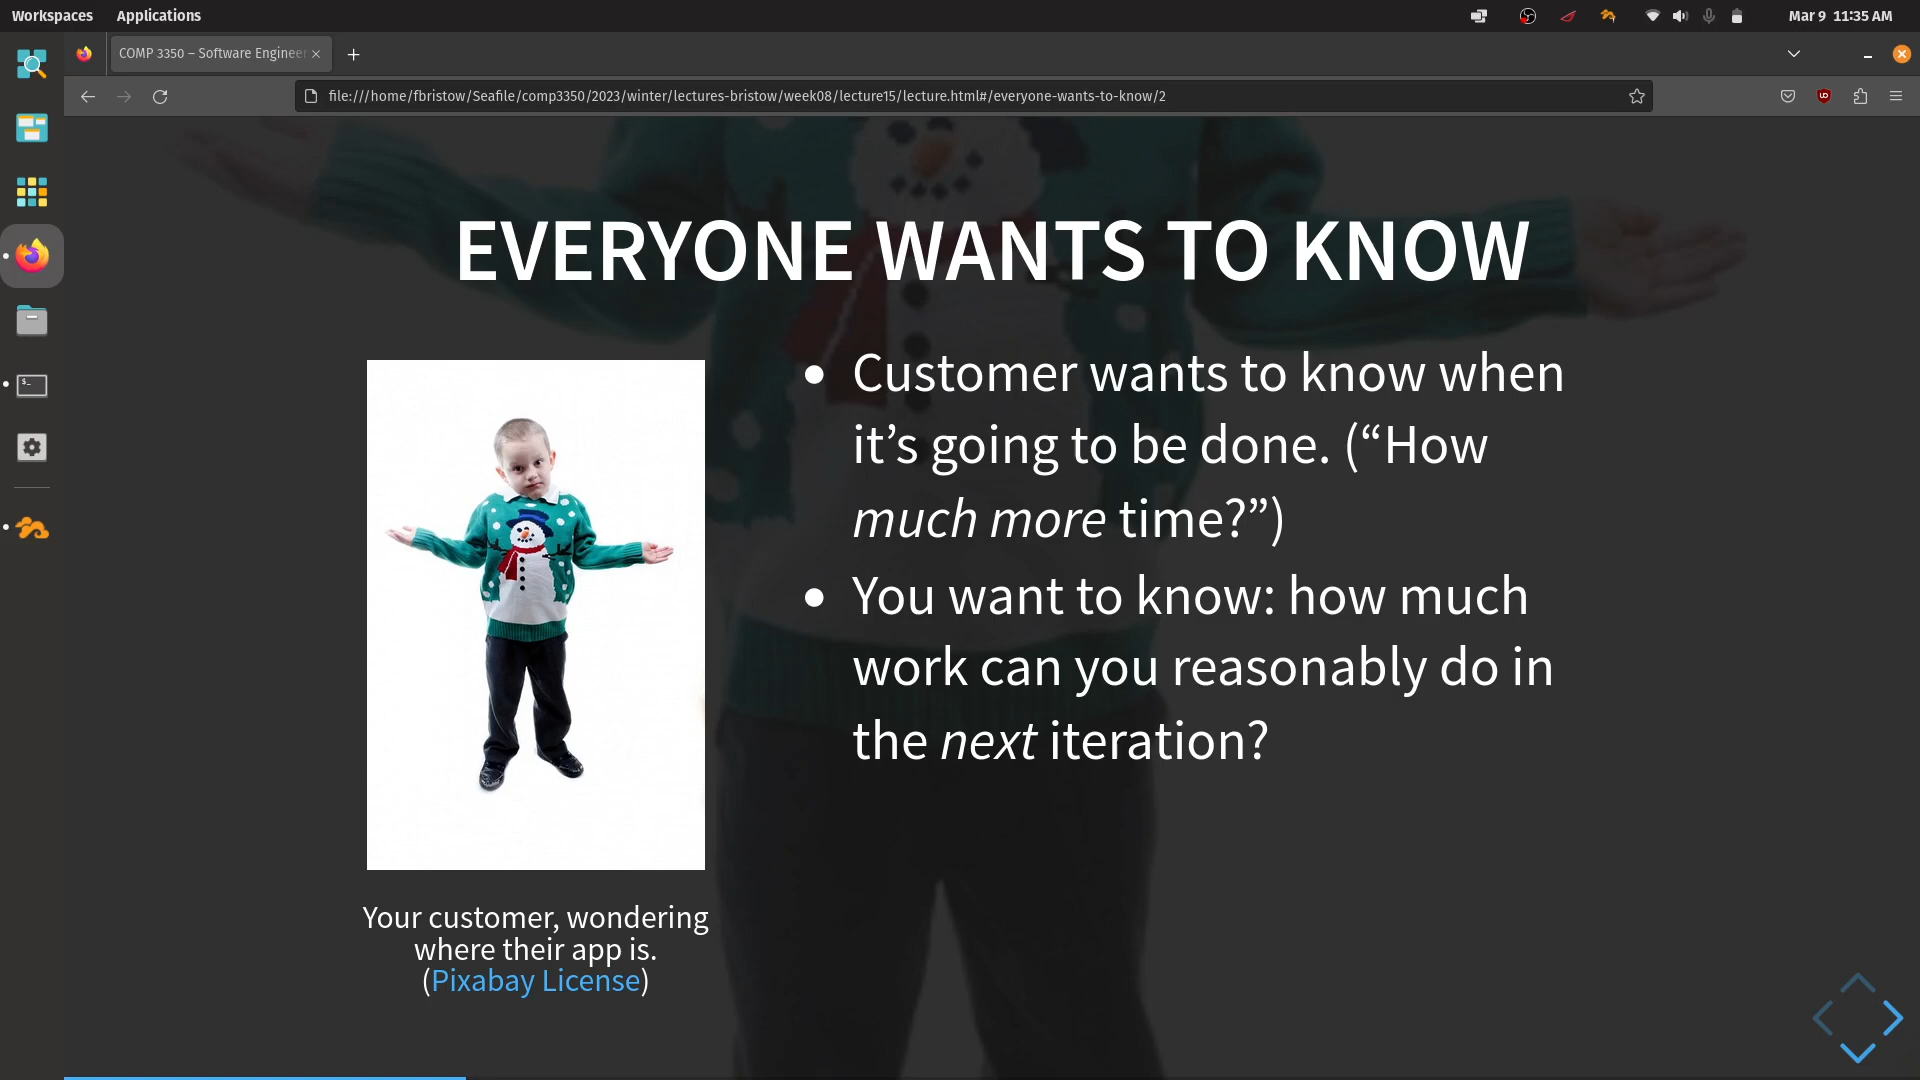 Workspaces Applications Mar 9 11:35 AM
COMP 3350 – Software Engineer
file:///home/fbristow/Seafile/comp3350/2023/winter/lectures-bristow/week08/lecture15/lecture.html#/everyone-wants-to-know/2
EVERYONE WANTS TO KNOW
Customer wants to know when
it’s going to be done. (“How
much more time?”)
You want to know: how much
work can you reasonably do in
the next iteration?
Your customer, wondering
where their app is.
(Pixabay License)